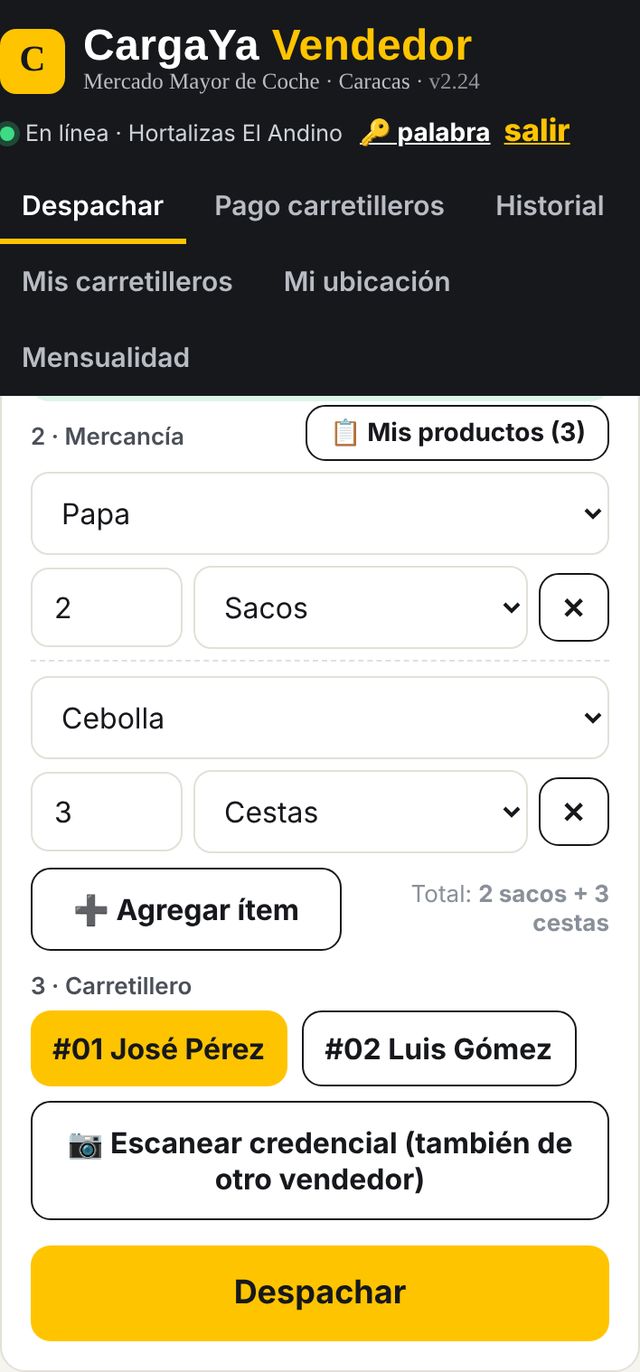 C
CargaYa Vendedor
Mercado Mayor de Coche · Caracas · v2.24
En línea · Hortalizas El Andino 🔑 palabra salir
Despachar Pago carretilleros Historial
Mis carretilleros Mi ubicación
Mensualidad
2 · Mercancía 📋 Mis productos (3)
Papa
2 Sacos ✕
Cebolla
3 Cestas ✕
➕ Agregar ítem
Total: 2 sacos + 3
cestas
3 · Carretillero
#01 José Pérez #02 Luis Gómez
📷 Escanear credencial (también de
otro vendedor)
Despachar